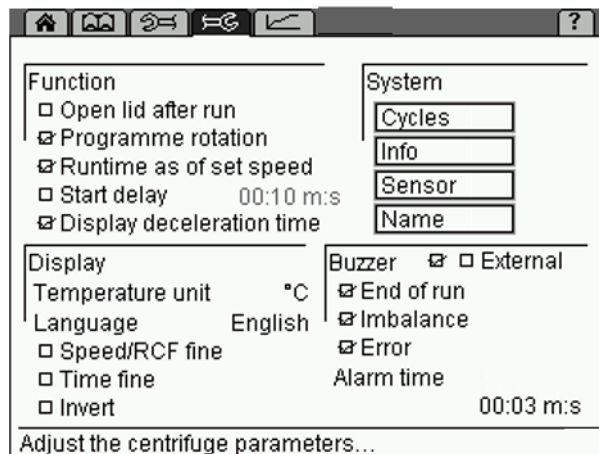 ?
Function
Open lid after run
Programme rotation
Runtime as of set speed
Start delay 00:10 m:s
Display deceleration time
System
Cycles
Info
Sensor
Name
Display
Temperature unit °C
Language English
Speed/RCF fine
Time fine
Invert
Buzzer External
End of run
Imbalance
Error
Alarm time
00:03 m:s
Adjust the centrifuge parameters...